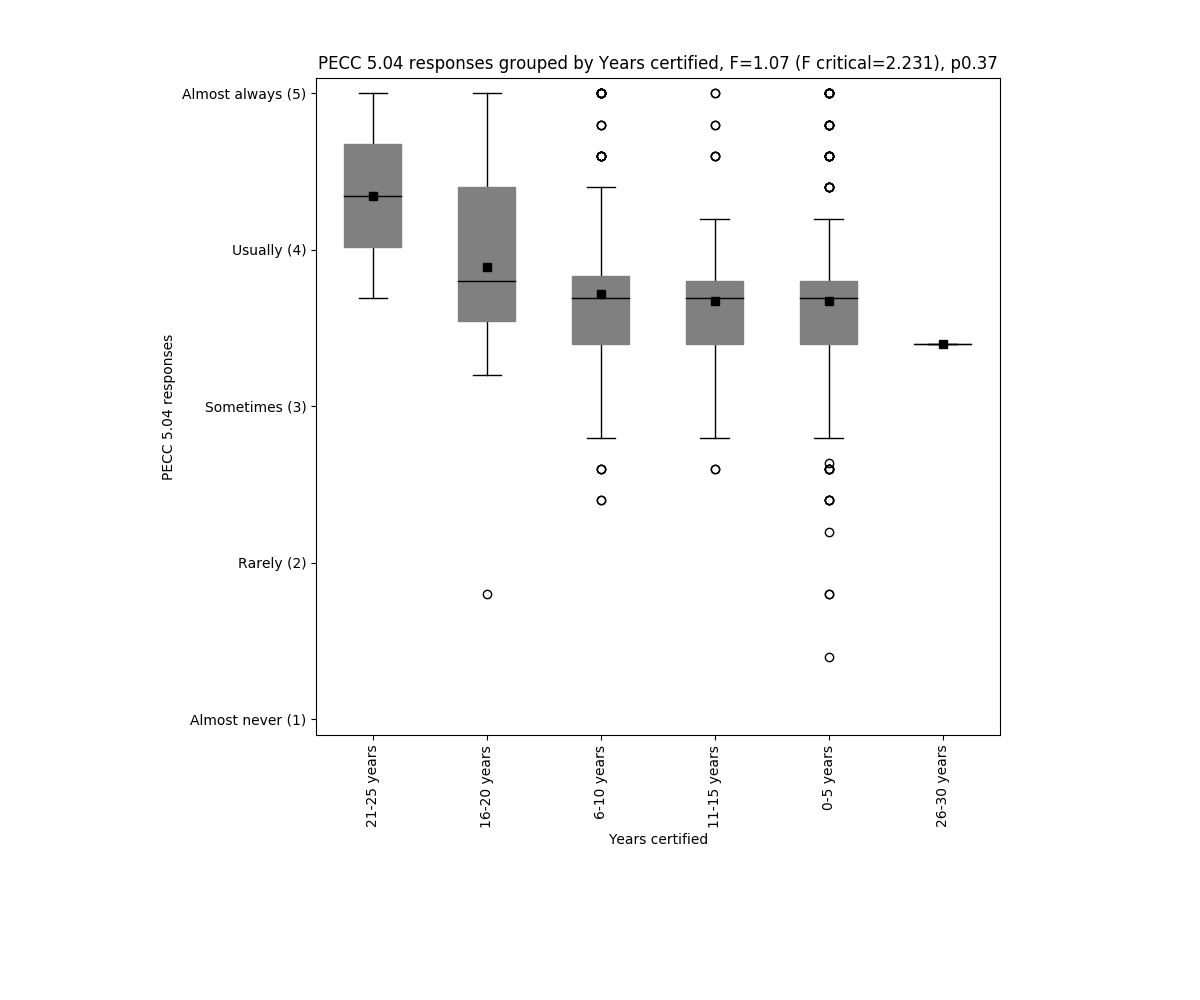 PECC 5.04 responses grouped by Years certified, F=1.07 (F critical=2.231), p0.37
Almost always (5)
Usually (4)
Sometimes (3)
Rarely (2)
Almost never (1)
PECC 5.04 responses
21-25 years
16-20 years
6-10 years
11-15 years
0-5 years
26-30 years
Years certified